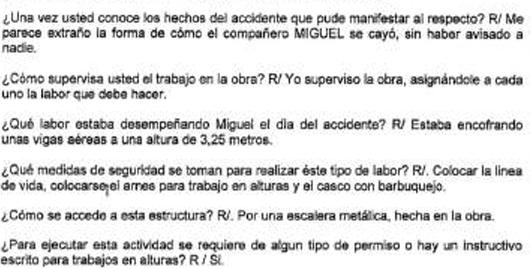 ¿Una vez usted conoce los hechos del accidente que pude manifestar al respecto? R/ Me
parece extraño la forma de cómo el compañero MIGUEL se cayó, sin haber avisado a
nadie.
¿Cómo supervisa usted el trabajo en la obra? R/ Yo superviso la obra, asignándole a cada
uno la labor que debe hacer.
¿Qué labor estaba desempeñando Miguel el día del accidente? R/ Estaba encofrando
unas vigas aéreas a una altura de 3,25 metros.
¿Qué medidas de seguridad se toman para realizar éste tipo de labor? R/. Colocar la linea
de vida, colocarse el arnes para trabajo en alturas y el casco con barbuquejo.
¿Cómo se accede a esta estructura? R/. Por una escalera metálica, hecha en la obra.
¿Para ejecutar esta actividad se requiere de algun tipo de permiso o hay un instructivo
escrito para trabajos en alturas? R / Sí.